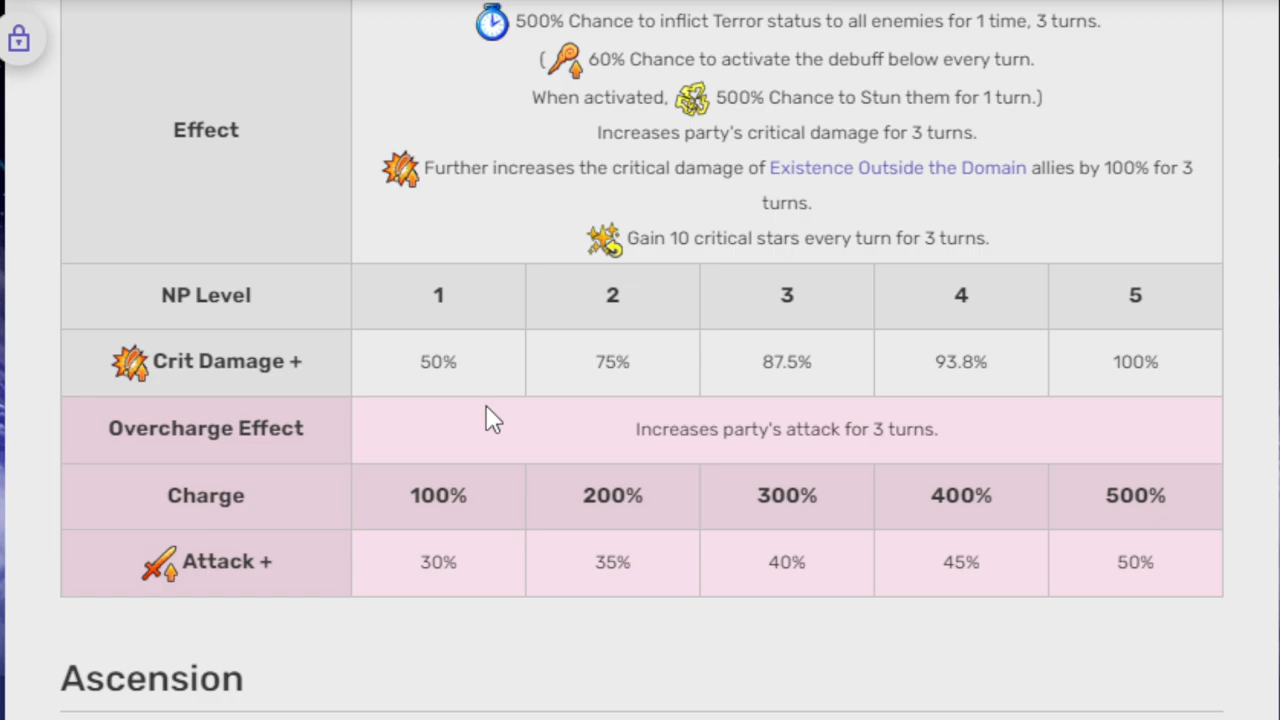 500% Chance to inflict Terror status to all enemies for 1 time, 3 turns.
( 60% Chance to activate the debuff below every turn.
When activated, 500% Chance to Stun them for 1 turn.)
Increases party's critical damage for 3 turns.
Further increases the critical damage of Existence Outside the Domain allies by 100% for 3
turns.
Gain 10 critical stars every turn for 3 turns.
Effect
NP Level 1 2 3 4 5
Crit Damage + 50% 75% 87.5% 93.8% 100%
Overcharge Effect Increases party's attack for 3 turns.
Charge 100% 200% 300% 400% 500%
Attack + 30% 35% 40% 45% 50%
Ascension